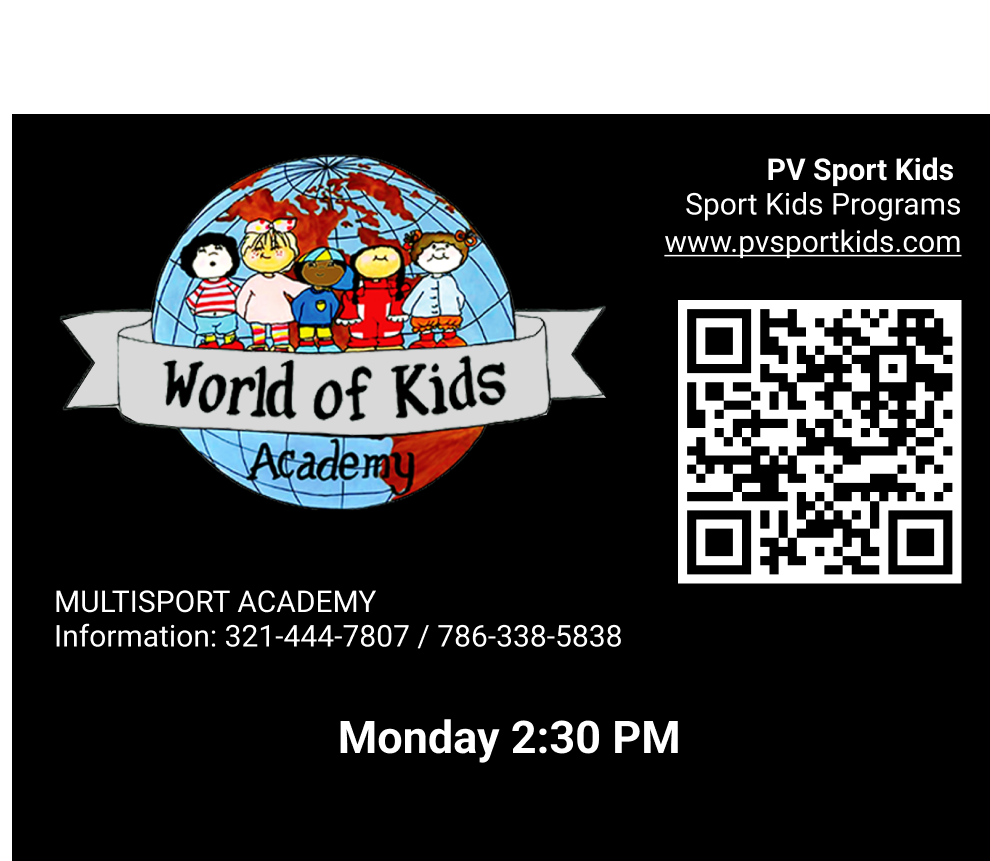 PV Sport Kids
Sport Kids Programs
www.pvsportkids.com
World of Kids
Academy
MULTISPORT ACADEMY
Information: 321-444-7807 / 786-338-5838
Monday 2:30 PM